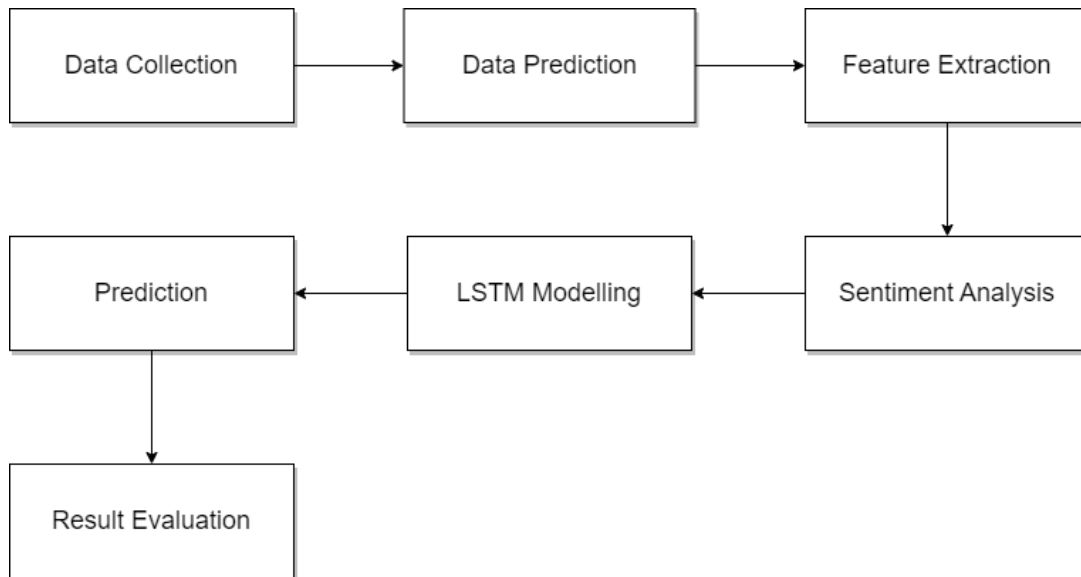 Data Collection
Data Prediction
Feature Extraction
Sentiment Analysis
LSTM Modelling
Prediction
Result Evaluation